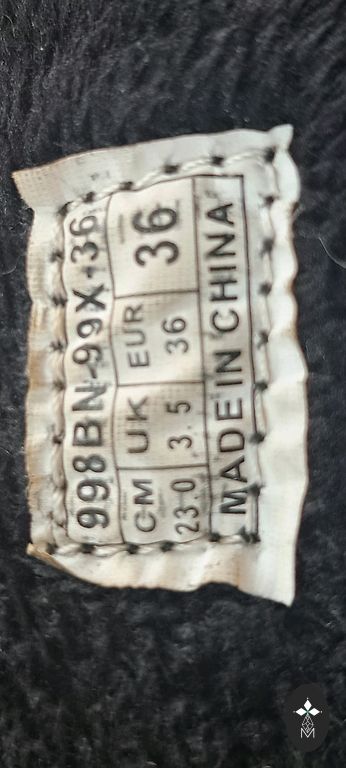 998BN-99X-36
CM UK EUR 36
23-0 3.5 36
MADE IN CHINA
M